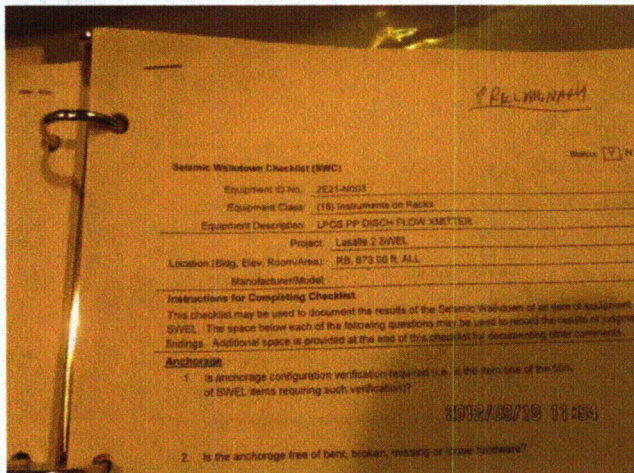 PRELIMINARY
Status: Y N
Seismic Walkdown Checklist (SWC)
Equipment ID No.: 2E21-N003
Equipment Class: (18) Instruments on Racks
Equipment Description: LPCS PP DISCH FLOW XMITTER
Project: Lasalle 2 SWEL
Location (Bldg, Elev, Room/Area): RB, 673.00 ft, ALL
Manufacturer/Model:
Instructions for Completing Checklist
This checklist may be used to document the results of the Seismic Walkdown of an item of equipment
SWEL. The space below each of the following questions may be used to record the results of judgm
findings. Additional space is provided at the end of this checklist for documenting other comments.
Anchorage
1. Is anchorage configuration verification required (i.e. is the item one of the 50%
of SWEL items requiring such verification)?
11:54
2. Is the anchorage free of bent, broken, missing or loose hardware?